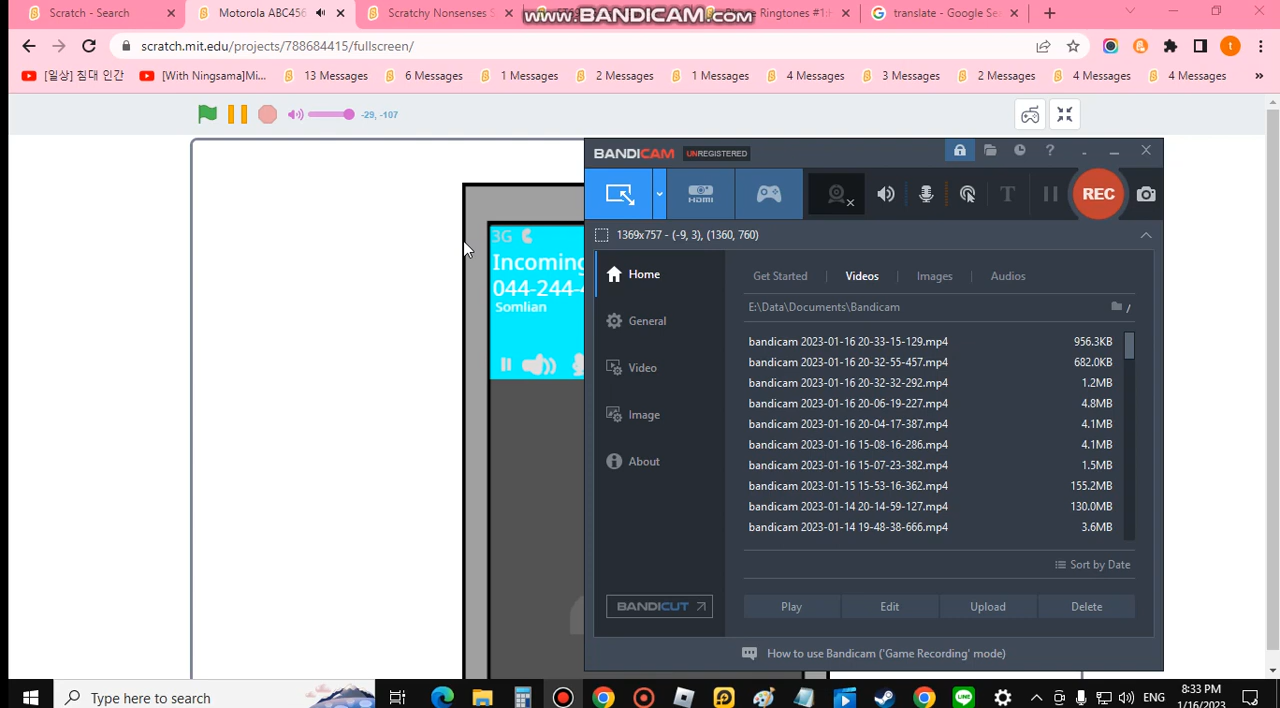 Scratch - Search
Motorola ABC456
Scratchy Nonsenses S
www.BANDICAM.com
e Ringtones #1:H
translate - Google Sea
scratch.mit.edu/projects/788684415/fullscreen/
t
[일상] 침대 인간
[With Ningsama]Mi...
13 Messages
6 Messages
1 Messages
2 Messages
1 Messages
4 Messages
3 Messages
2 Messages
4 Messages
4 Messages
»
-29, -107
BANDICAM
UNREGISTERED
HDMI
T
REC
1369x757 - (-9, 3), (1360, 760)
3G
Incoming
044-244-
Somlian
Home
General
Video
Image
About
BANDICUT
Get Started
Videos
Images
Audios
E:\Data\Documents\Bandicam
/
bandicam 2023-01-16 20-33-15-129.mp4 956.3KB
bandicam 2023-01-16 20-32-55-457.mp4 682.0KB
bandicam 2023-01-16 20-32-32-292.mp4 1.2MB
bandicam 2023-01-16 20-06-19-227.mp4 4.8MB
bandicam 2023-01-16 20-04-17-387.mp4 4.1MB
bandicam 2023-01-16 15-08-16-286.mp4 4.1MB
bandicam 2023-01-16 15-07-23-382.mp4 1.5MB
bandicam 2023-01-15 15-53-16-362.mp4 155.2MB
bandicam 2023-01-14 20-14-59-127.mp4 130.0MB
bandicam 2023-01-14 19-48-38-666.mp4 3.6MB
Sort by Date
Play
Edit
Upload
Delete
How to use Bandicam ('Game Recording' mode)
Type here to search
ENG
8:33 PM
1/16/2023